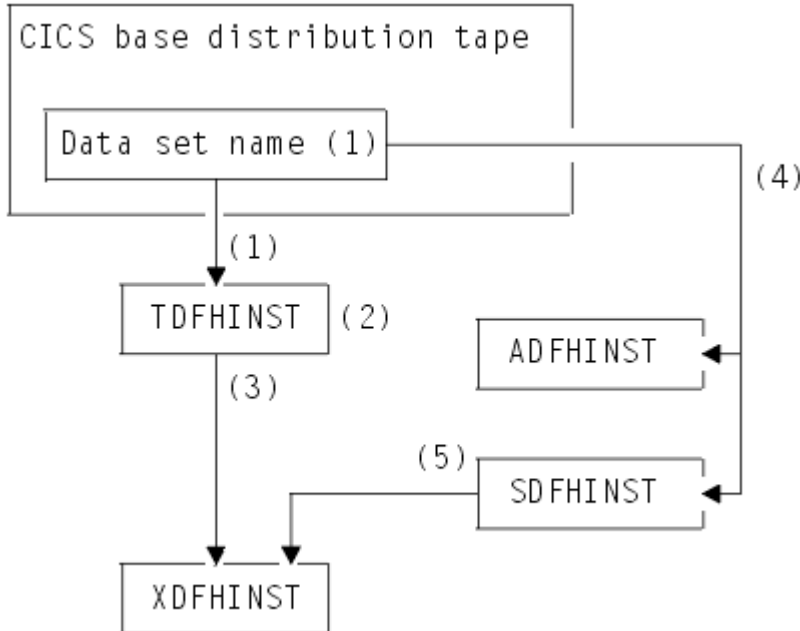 CICS base distribution tape
Data set name (1)
(4)
(1)
TDFHINST (2)
ADFHINST
(3)
(5)
SDFHINST
XDFHINST